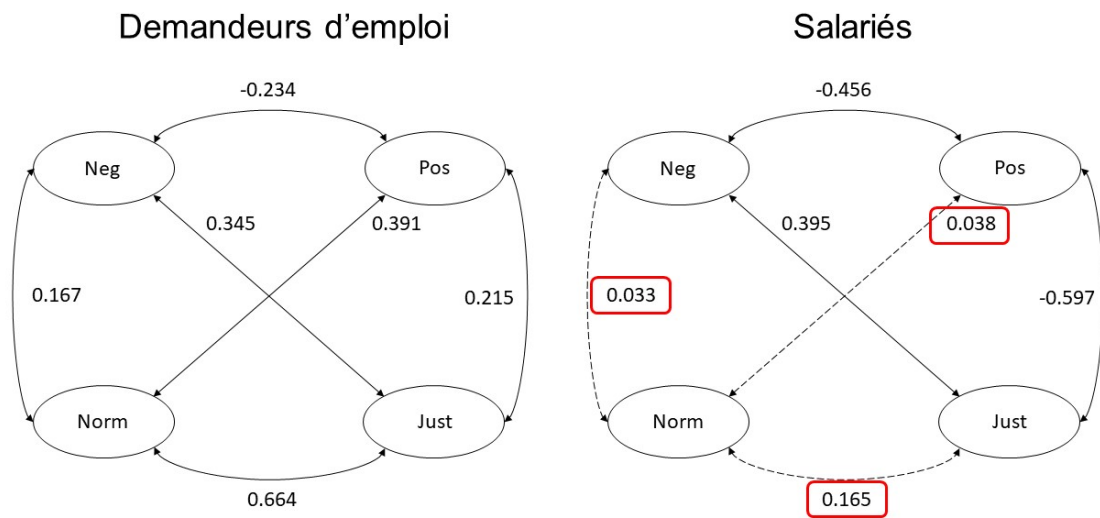 Demandeurs d’emploi
-0.234
Neg
Pos
0.345
0.391
0.167
0.215
Norm
Just
0.664
Salariés
-0.456
Neg
Pos
0.395
0.038
0.033
-0.597
Norm
Just
0.165